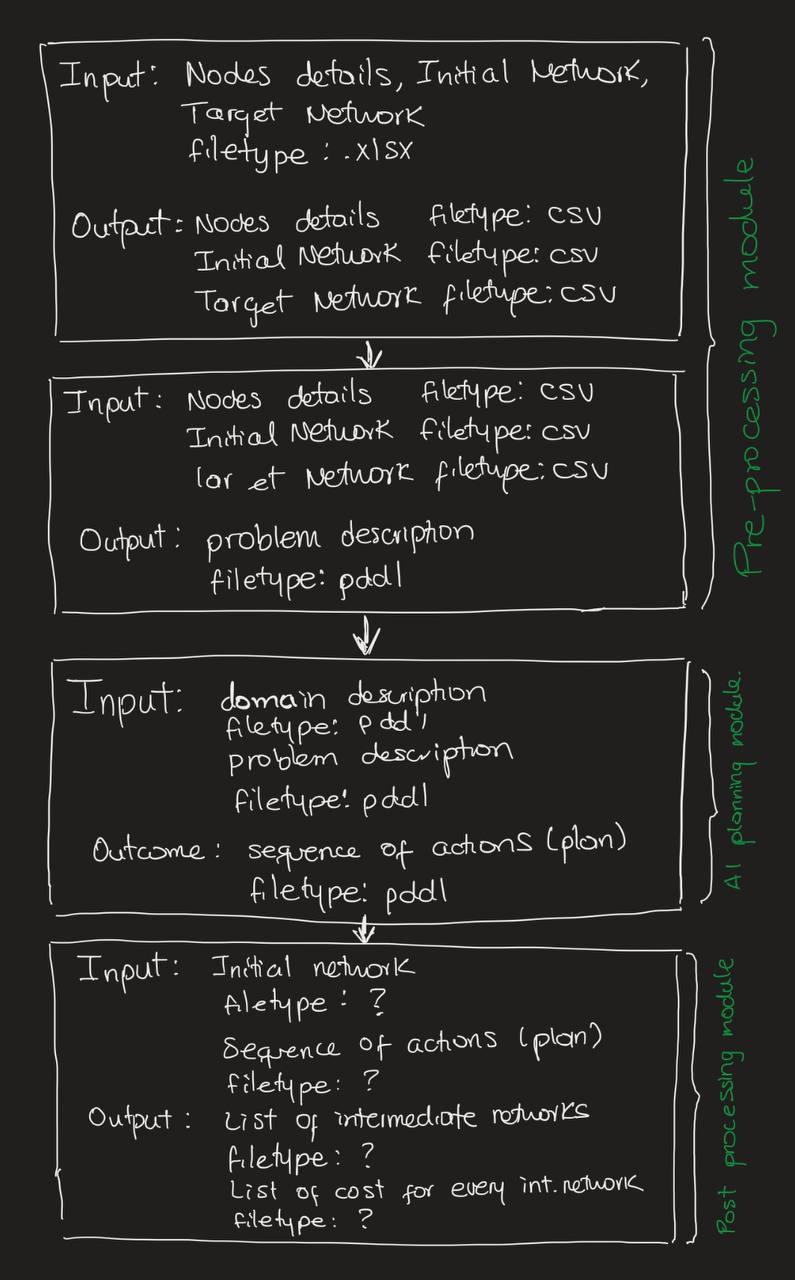 Input: Nodes details, Initial Network,
Target Network
filetype : .xlsx
Output: Nodes details filetype: csv
Initial Network filetype: csv
Target Network filetype: csv
Input: Nodes details filetype: csv
Initial Network filetype: csv
Tar et Network filetype: csv
Output: problem description
filetype: pddl
Pre-processing module
Input: domain description
filetype: pddl
problem description
filetype: pddl
Outcome: sequence of actions (plan)
filetype: pddl
AI planning module.
Input: Initial network
filetype : ?
Sequence of actions (plan)
filetype: ?
Output: List of intermediate networks
filetype: ?
List of cost for every int. network
filetype: ?
Post processing module